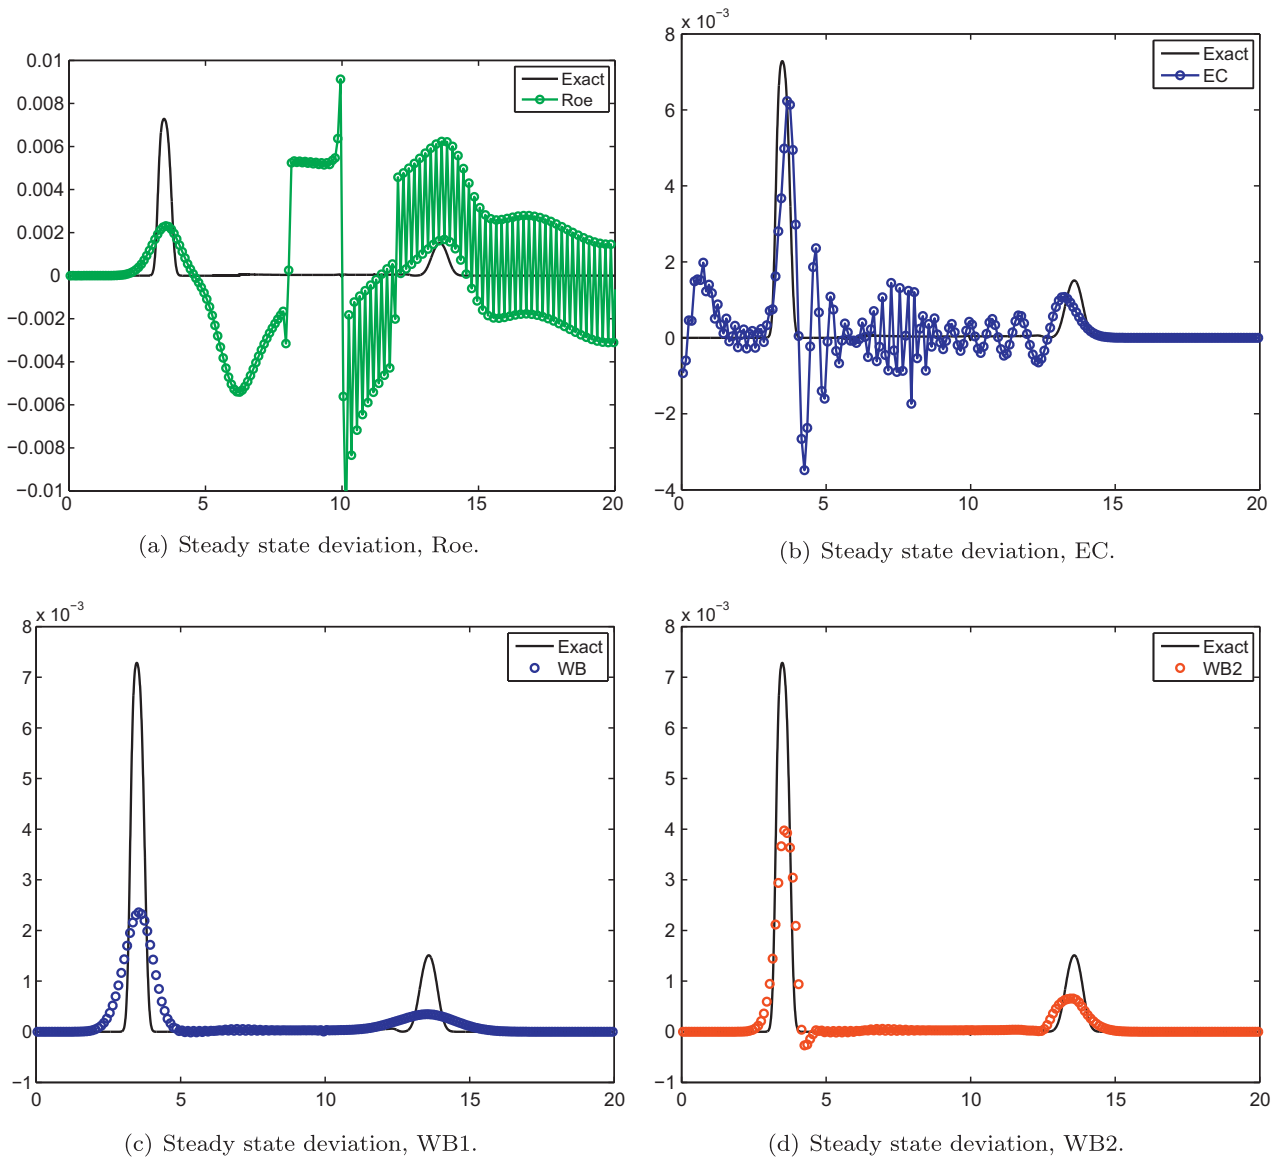 0.01
0.008
0.006
0.004
0.002
0
−0.002
−0.004
−0.006
−0.008
−0.01
0 5 10 15 20
Exact
Roe
(a) Steady state deviation, Roe.
x 10−3
8
6
4
2
0
−2
−4
0 5 10 15 20
Exact
EC
(b) Steady state deviation, EC.
x 10−3
8
7
6
5
4
3
2
1
0
−1
0 5 10 15 20
Exact
WB
(c) Steady state deviation, WB1.
x 10−3
8
7
6
5
4
3
2
1
0
−1
0 5 10 15 20
Exact
WB2
(d) Steady state deviation, WB2.